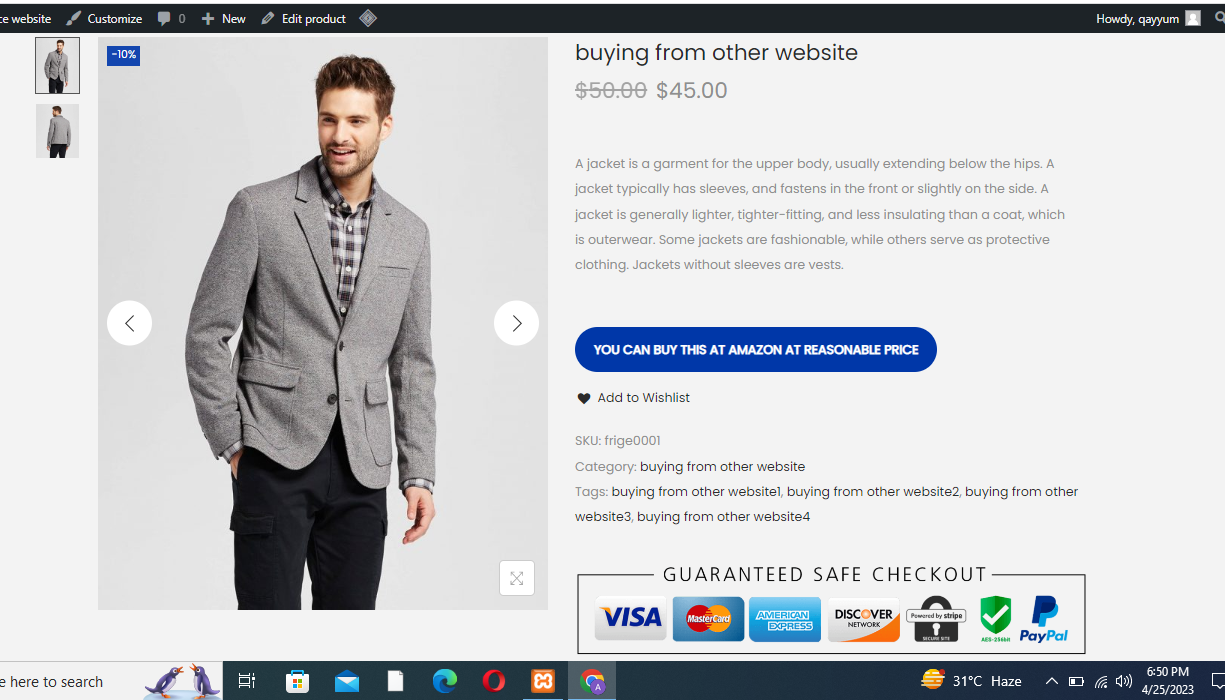 ce website Customize 0 New Edit product Howdy, qayyum
-10%
buying from other website
$50.00 $45.00
A jacket is a garment for the upper body, usually extending below the hips. A
jacket typically has sleeves, and fastens in the front or slightly on the side. A
jacket is generally lighter, tighter-fitting, and less insulating than a coat, which
is outerwear. Some jackets are fashionable, while others serve as protective
clothing. Jackets without sleeves are vests.
YOU CAN BUY THIS AT AMAZON AT REASONABLE PRICE
Add to Wishlist
SKU: frige0001
Category: buying from other website
Tags: buying from other website1, buying from other website2, buying from other
website3, buying from other website4
GUARANTEED SAFE CHECKOUT
VISA MasterCard AMERICAN EXPRESS DISCOVER NETWORK Powered by stripe SECURE SITE AES-256bit PayPal
e here to search A 31°C Haze 6:50 PM
4/25/2023